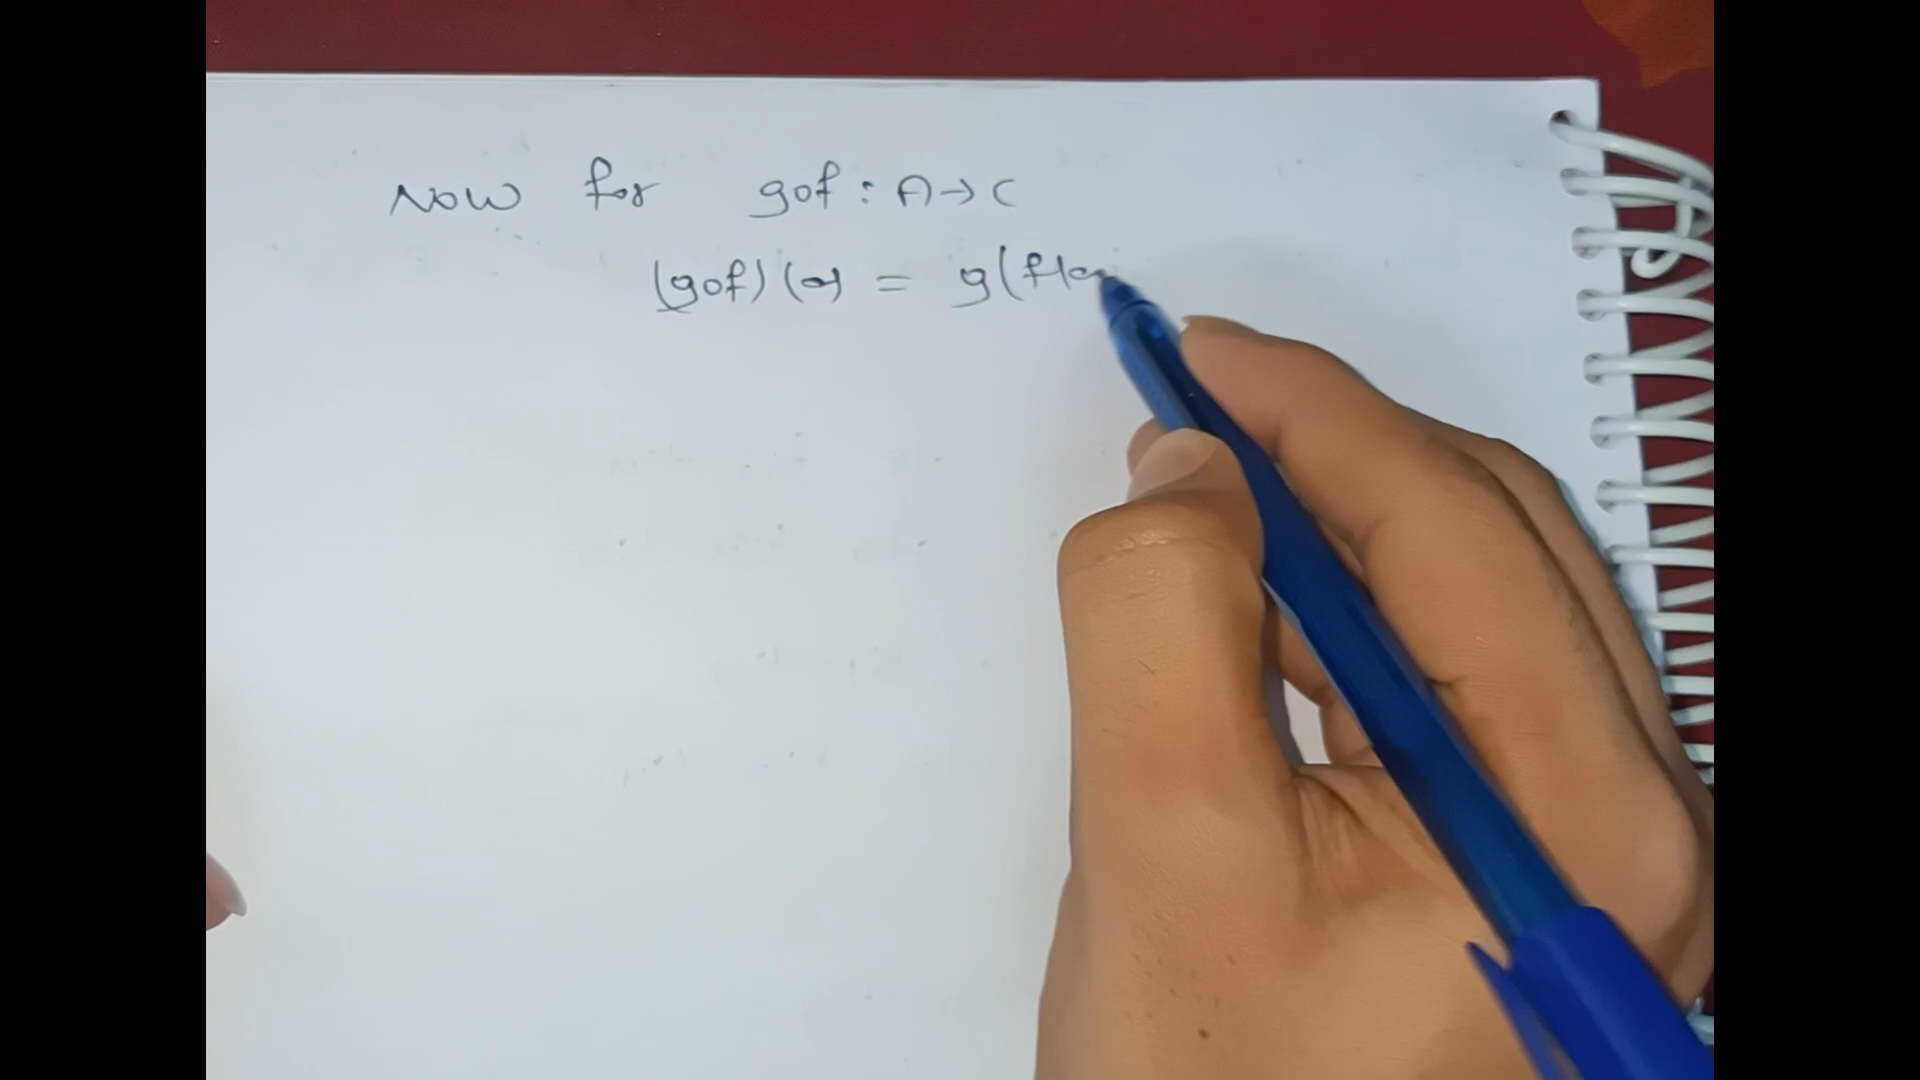 Now for gof : A → C
(gof) (a) = g(f(a